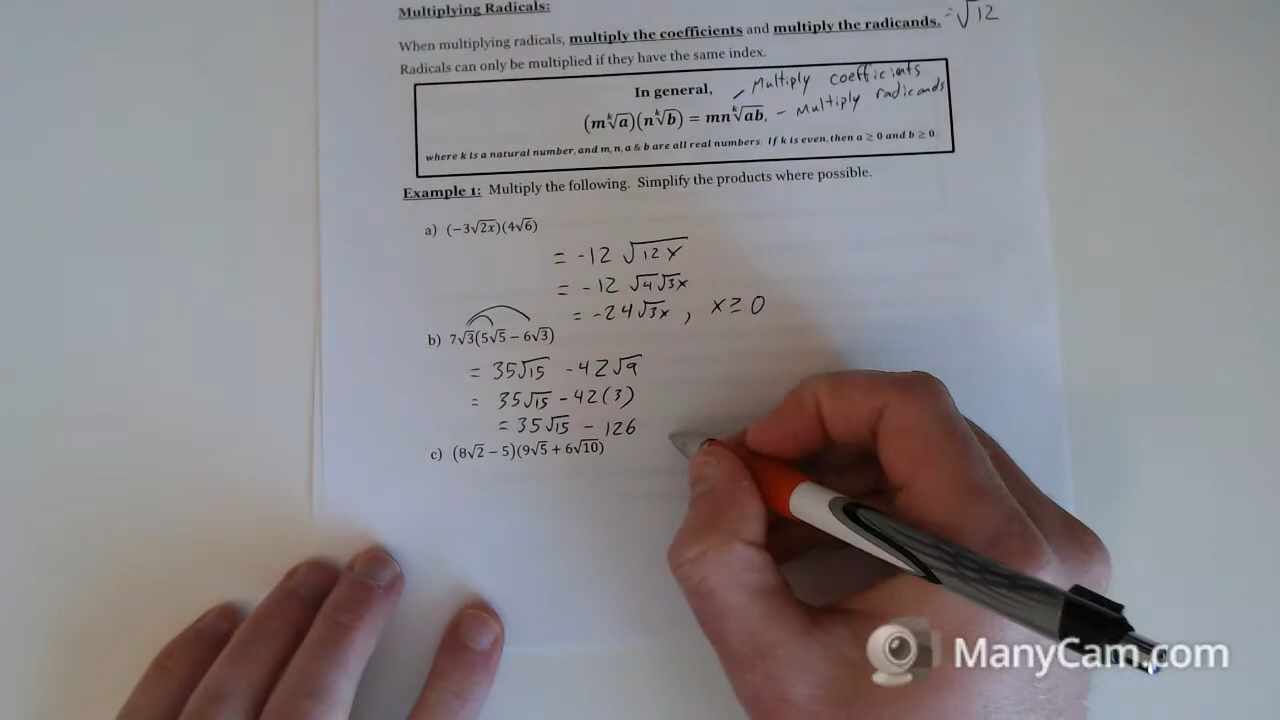 Multiplying Radicals:
When multiplying radicals, multiply the coefficients and multiply the radicands. = √12
Radicals can only be multiplied if they have the same index.
In general, - Multiply coefficients
(m ᵏ√a)(n ᵏ√b) = mn ᵏ√ab, - Multiply radicands
where k is a natural number, and m, n, a & b are all real numbers. If k is even, then a ≥ 0 and b ≥ 0
Example 1: Multiply the following. Simplify the products where possible.
a) (−3√2x)(4√6)
= -12 √12x
= -12 √4√3x
= -24√3x , x ≥ 0
b) 7√3(5√5 − 6√3)
= 35√15 - 42√9
= 35√15 - 42(3)
= 35√15 - 126
c) (8√2 − 5)(9√5 + 6√10)
ManyCam.com